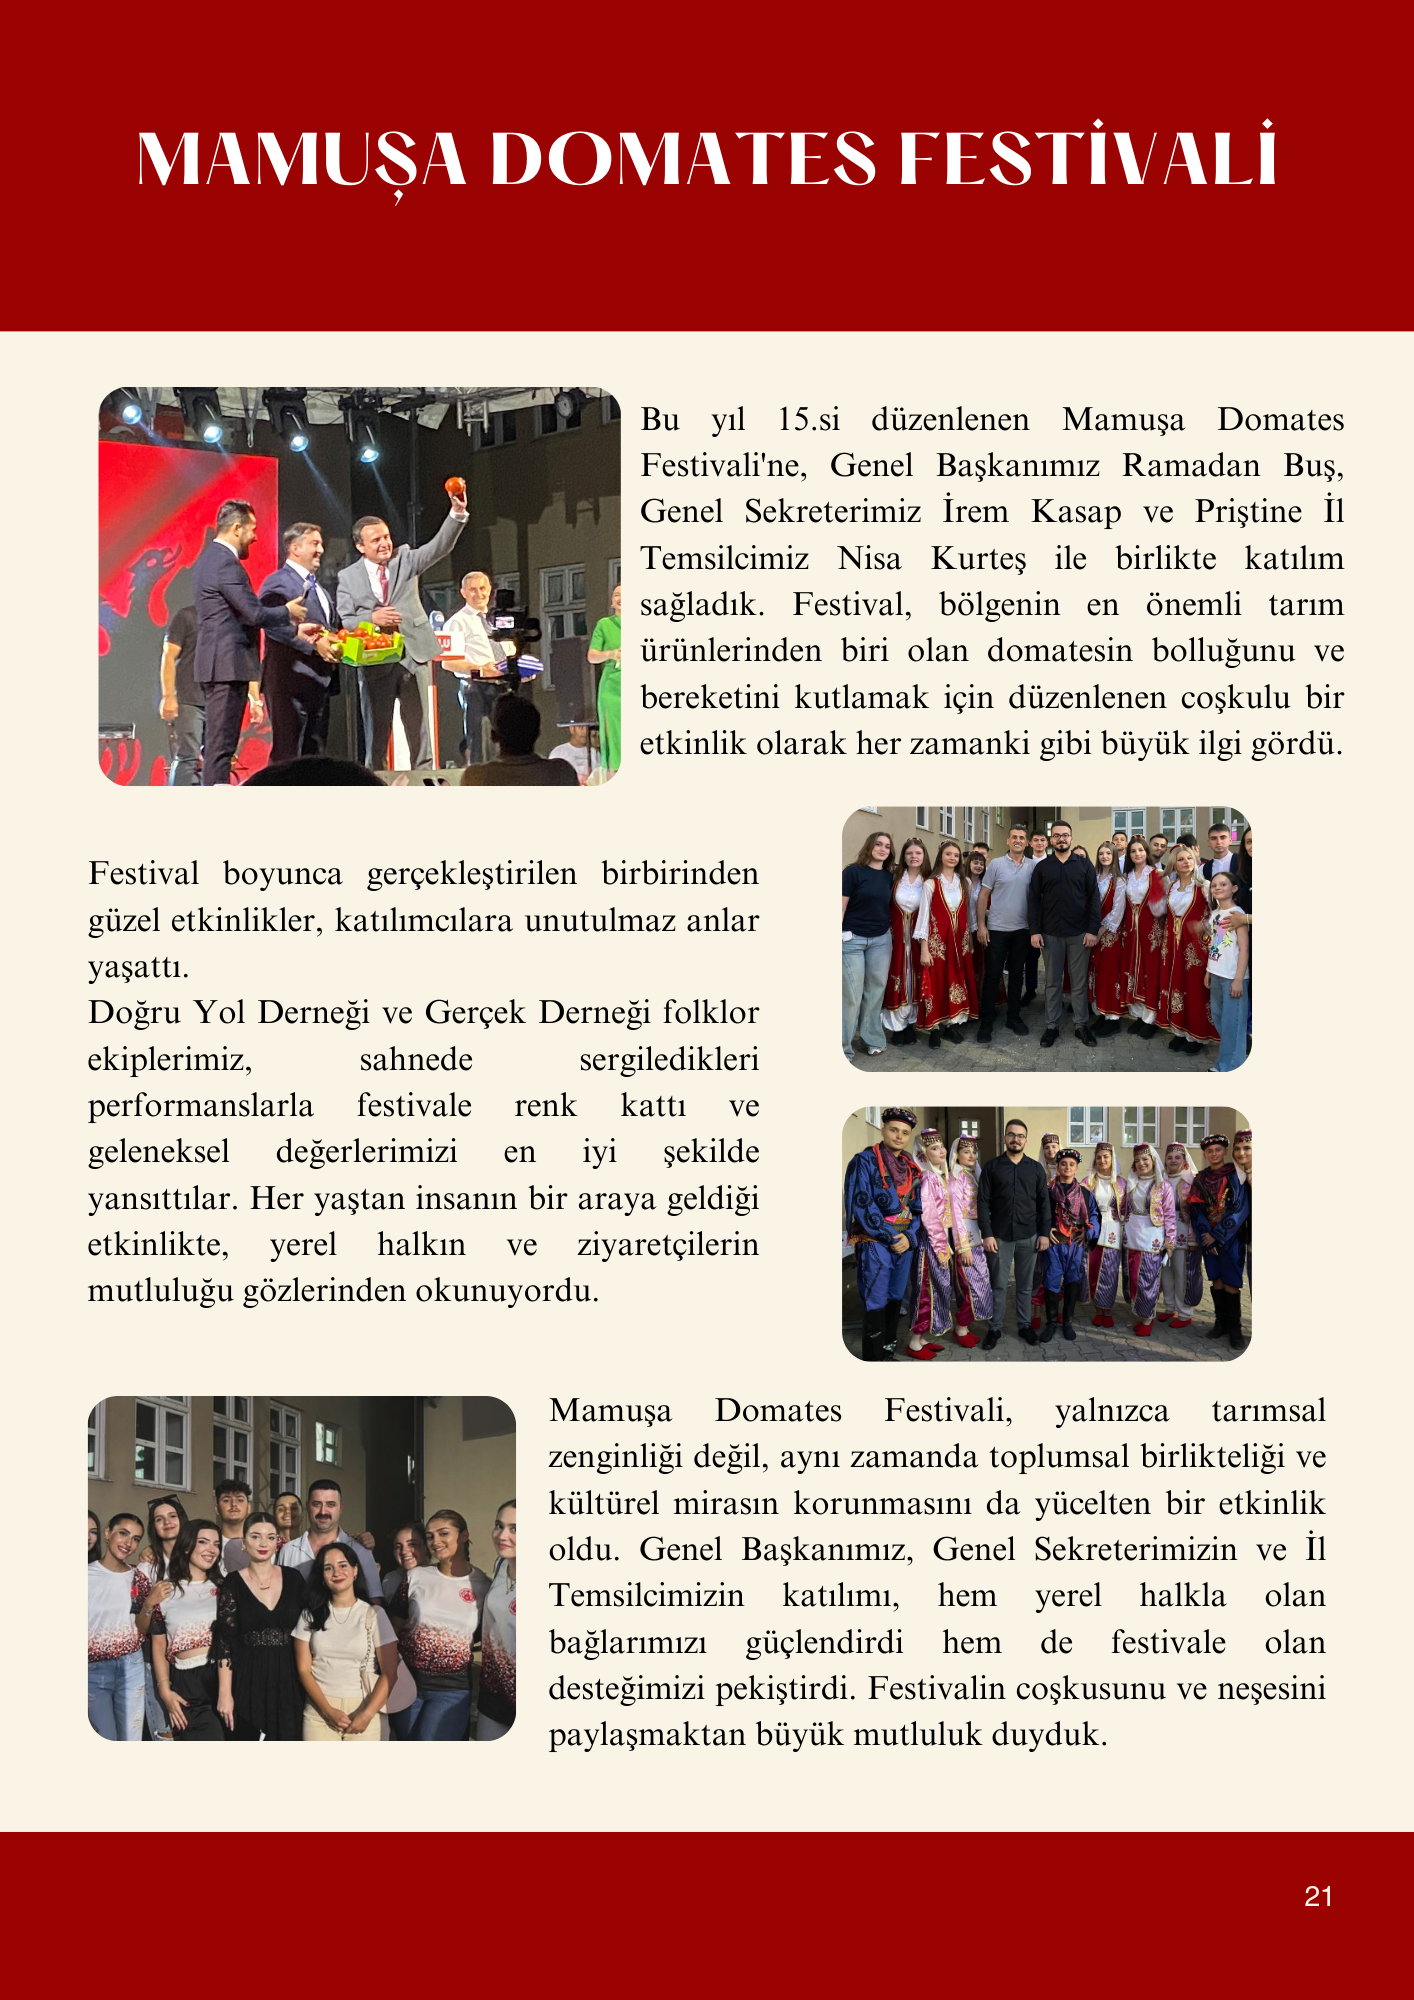 MAMUŞA DOMATES FESTİVALİ
Bu yıl 15.si düzenlenen Mamuşa Domates
Festivali'ne, Genel Başkanımız Ramadan Buş,
Genel Sekreterimiz İrem Kasap ve Priştine İl
Temsilcimiz Nisa Kurteş ile birlikte katılım
sağladık. Festival, bölgenin en önemli tarım
ürünlerinden biri olan domatesin bolluğunu ve
bereketini kutlamak için düzenlenen coşkulu bir
etkinlik olarak her zamanki gibi büyük ilgi gördü.
Festival boyunca gerçekleştirilen birbirinden
güzel etkinlikler, katılımcılara unutulmaz anlar
yaşattı.
Doğru Yol Derneği ve Gerçek Derneği folklor
ekiplerimiz, sahnede sergiledikleri
performanslarla festivale renk kattı ve
geleneksel değerlerimizi en iyi şekilde
yansıttılar. Her yaştan insanın bir araya geldiği
etkinlikte, yerel halkın ve ziyaretçilerin
mutluluğu gözlerinden okunuyordu.
Mamuşa Domates Festivali, yalnızca tarımsal
zenginliği değil, aynı zamanda toplumsal birlikteliği ve
kültürel mirasın korunmasını da yücelten bir etkinlik
oldu. Genel Başkanımız, Genel Sekreterimizin ve İl
Temsilcimizin katılımı, hem yerel halkla olan
bağlarımızı güçlendirdi hem de festivale olan
desteğimizi pekiştirdi. Festivalin coşkusunu ve neşesini
paylaşmaktan büyük mutluluk duyduk.
21